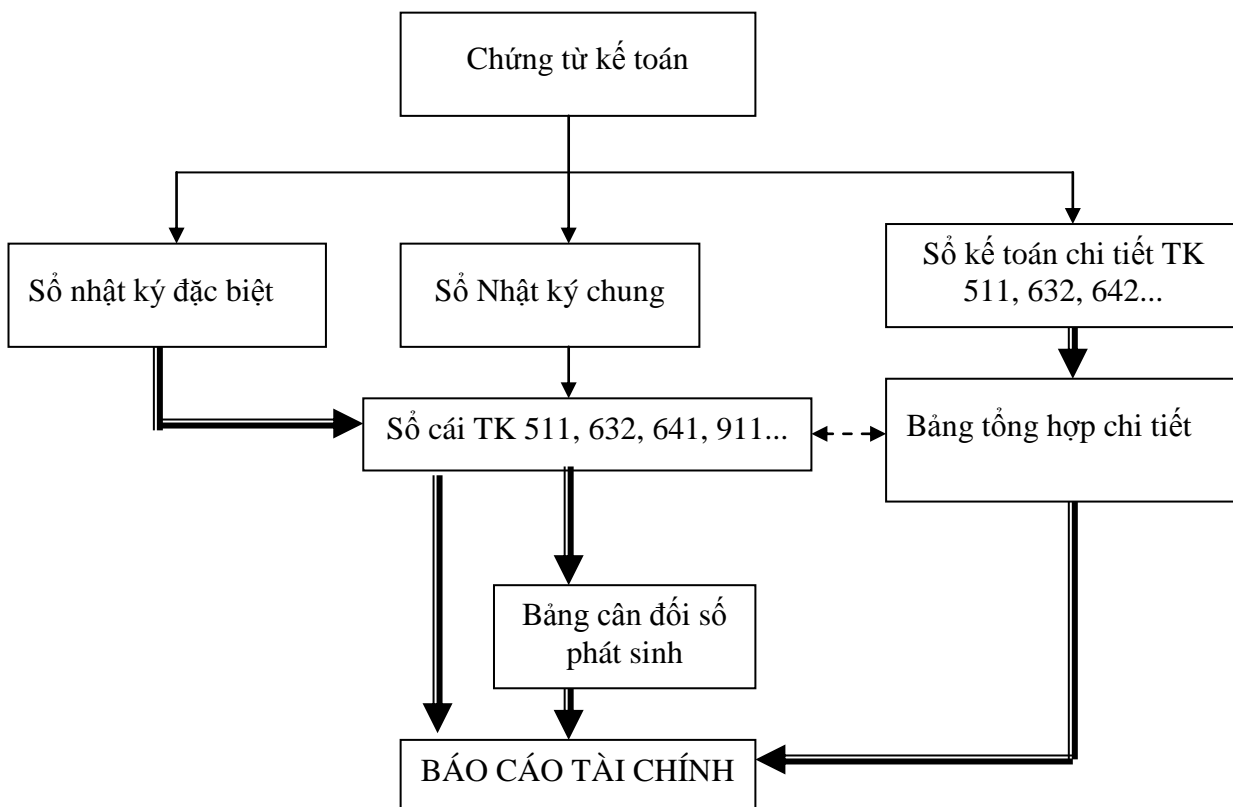 Chứng từ kế toán
Sổ nhật ký đặc biệt
Sổ Nhật ký chung
Sổ kế toán chi tiết TK
511, 632, 642...
Sổ cái TK 511, 632, 641, 911...
Bảng tổng hợp chi tiết
Bảng cân đối số
phát sinh
BÁO CÁO TÀI CHÍNH